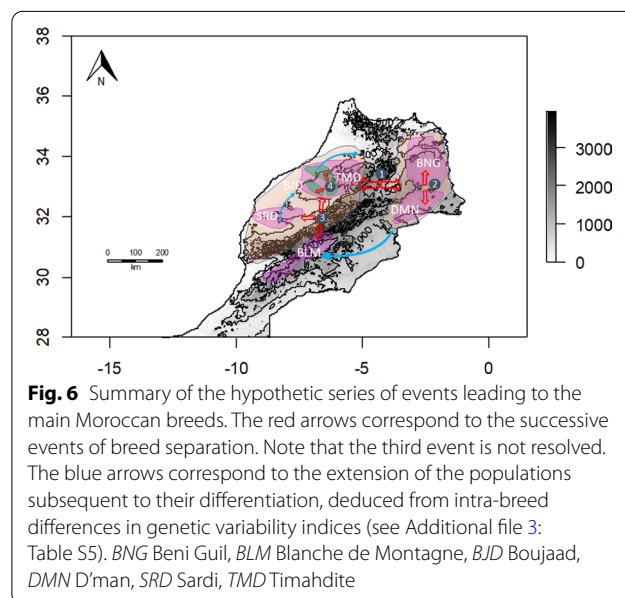 38
36
34
32
30
28
N
0 100 200
km
-15
-10
-5
0
3000
2000
1000
0
BNG
1
2
TMD
4
BJD
DMN
SRD
3
BLM
Fig. 6 Summary of the hypothetic series of events leading to the
main Moroccan breeds. The red arrows correspond to the successive
events of breed separation. Note that the third event is not resolved.
The blue arrows correspond to the extension of the populations
subsequent to their differentiation, deduced from intra-breed
differences in genetic variability indices (see Additional file 3:
Table S5). BNG Beni Guil, BLM Blanche de Montagne, BJD Boujaad,
DMN D’man, SRD Sardi, TMD Timahdite